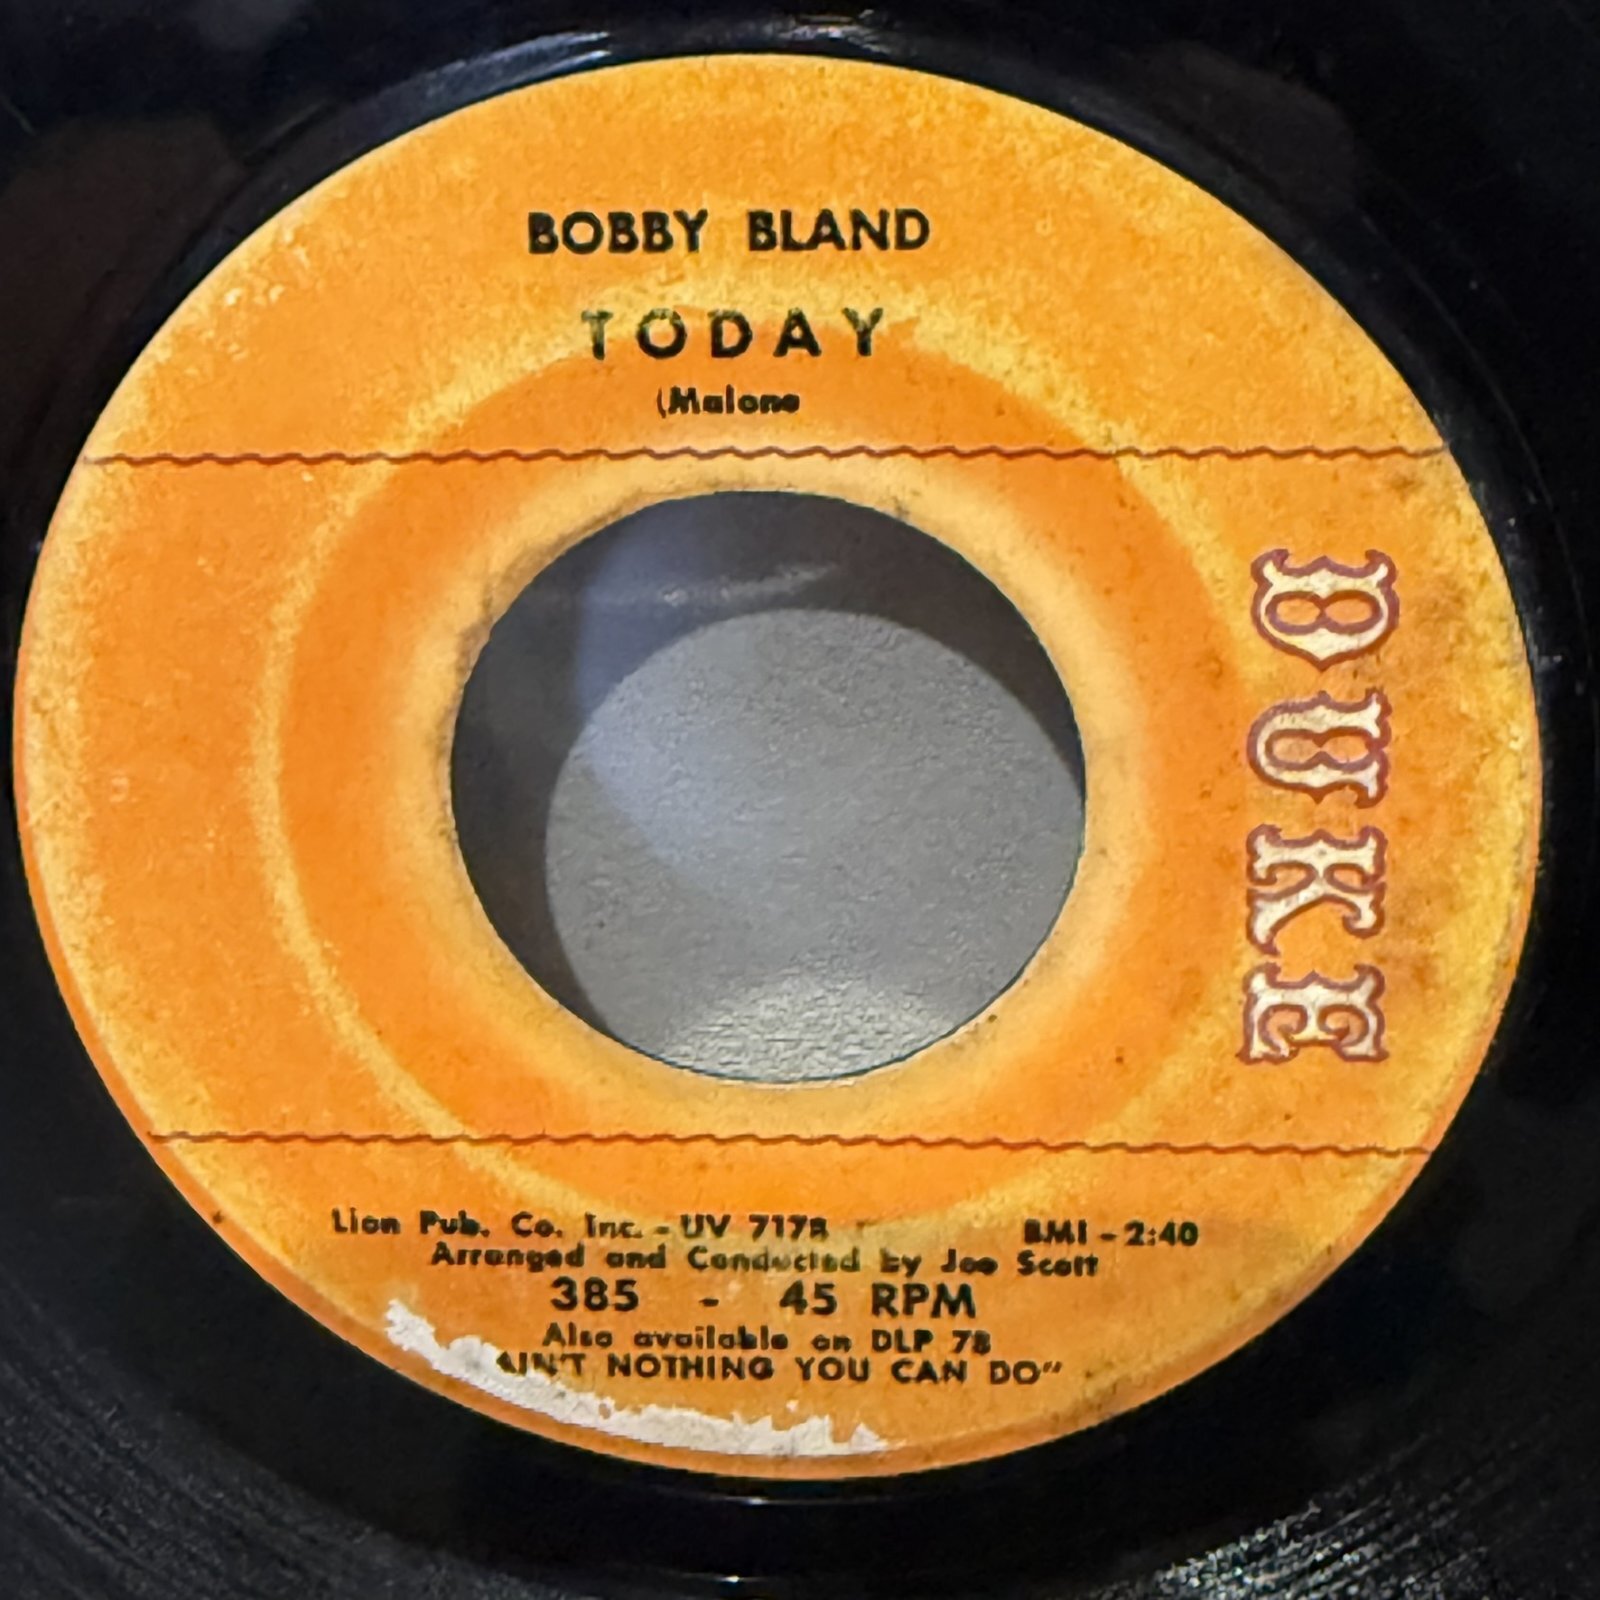 BOBBY BLAND
TODAY
(Malone
DUKE
Lion Pub. Co. Inc. - UV 7178 BMI - 2:40
Arranged and Conducted by Joe Scott
385 - 45 RPM
Also available on DLP 78
AIN'T NOTHING YOU CAN DO"